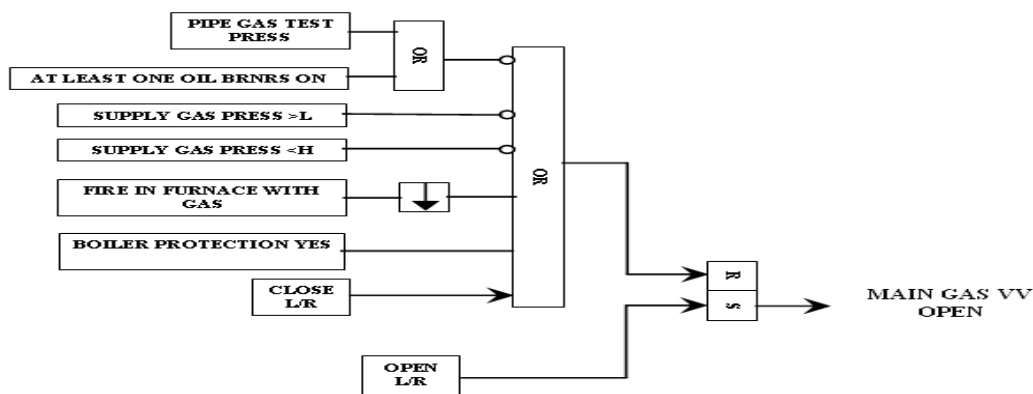 PIPE GAS TEST
PRESS
OR
AT LEAST ONE OIL BRNRS ON
SUPPLY GAS PRESS >L
SUPPLY GAS PRESS <H
OR
FIRE IN FURNACE WITH
GAS
BOILER PROTECTION YES
CLOSE
L/R
R
S
MAIN GAS VV
OPEN
OPEN
L/R